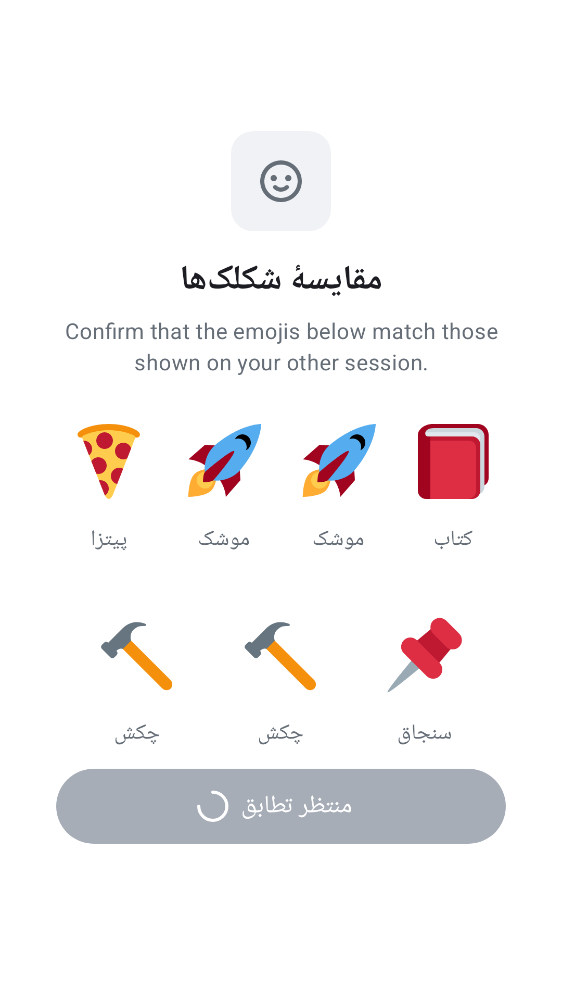 مقایسهٔ شکلک‌ها
Confirm that the emojis below match those
shown on your other session.
کتاب موشک موشک پیتزا
سنجاق چکش چکش
منتظر تطابق